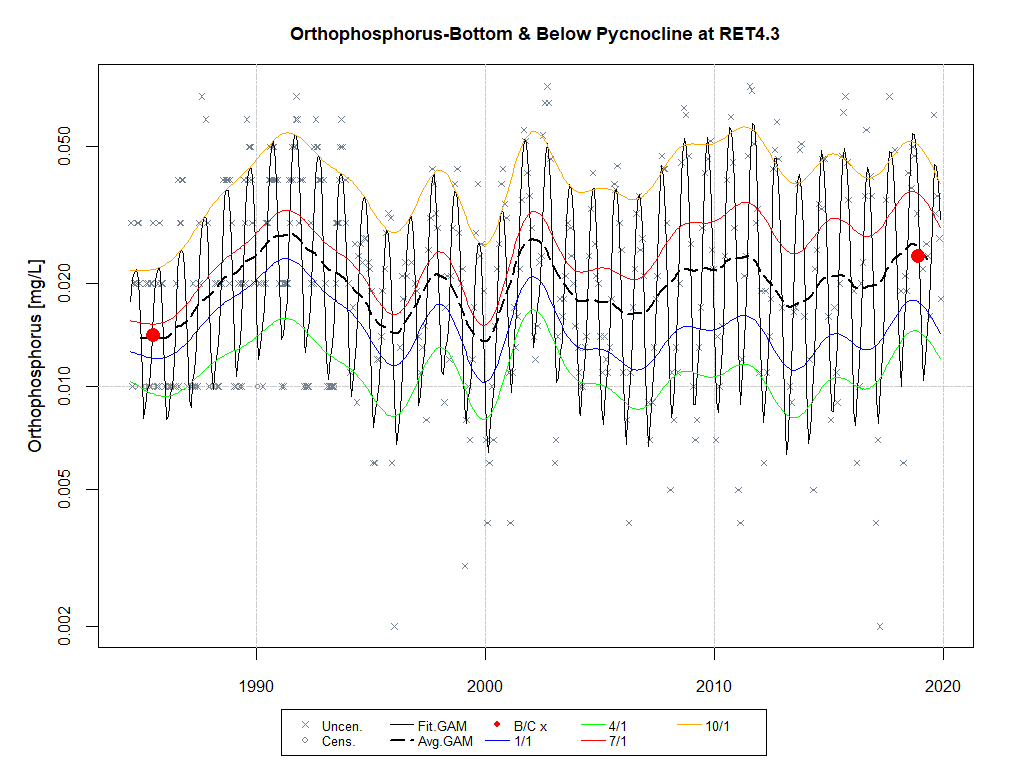 Orthophosphorus-Bottom & Below Pycnocline at RET4.3
Orthophosphorus [mg/L]
0.050
0.020
0.010
0.005
0.002
1990 2000 2010 2020
Uncen. Fit.GAM B/C x 4/1 10/1
Cens. Avg.GAM 1/1 7/1